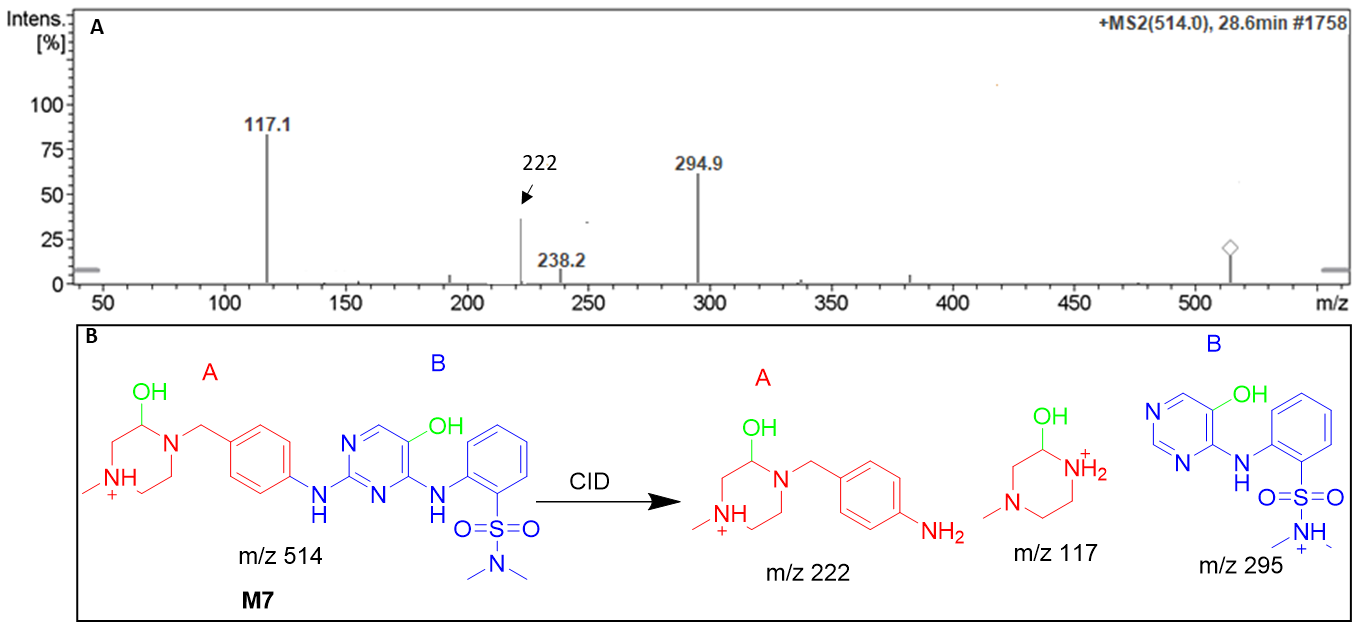 Intens.
[%]
A
+MS2(514.0), 28.6min #1758
100
75
50
25
0
117.1
222
238.2
294.9
50 100 150 200 250 300 350 400 450 500 m/z
B
A
B
OH
N
NH
+
N
H
N
N
OH
N
H
O=S=O
N
m/z 514
M7
CID
A
OH
N
NH
+
NH2
m/z 222
OH
+
NH2
N
m/z 117
B
N
N
OH
N
H
O=S=O
NH
+
m/z 295